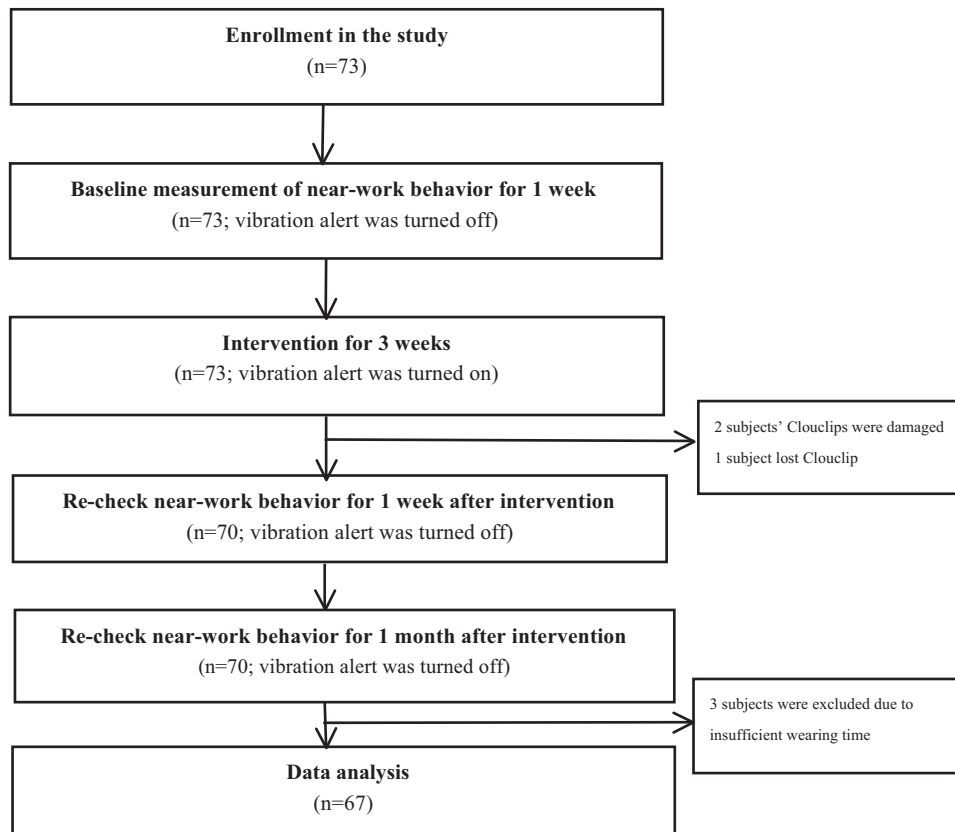 Enrollment in the study
(n=73)
Baseline measurement of near-work behavior for 1 week
(n=73; vibration alert was turned off)
Intervention for 3 weeks
(n=73; vibration alert was turned on)
2 subjects’ Clouclips were damaged
1 subject lost Clouclip
Re-check near-work behavior for 1 week after intervention
(n=70; vibration alert was turned off)
Re-check near-work behavior for 1 month after intervention
(n=70; vibration alert was turned off)
3 subjects were excluded due to
insufficient wearing time
Data analysis
(n=67)